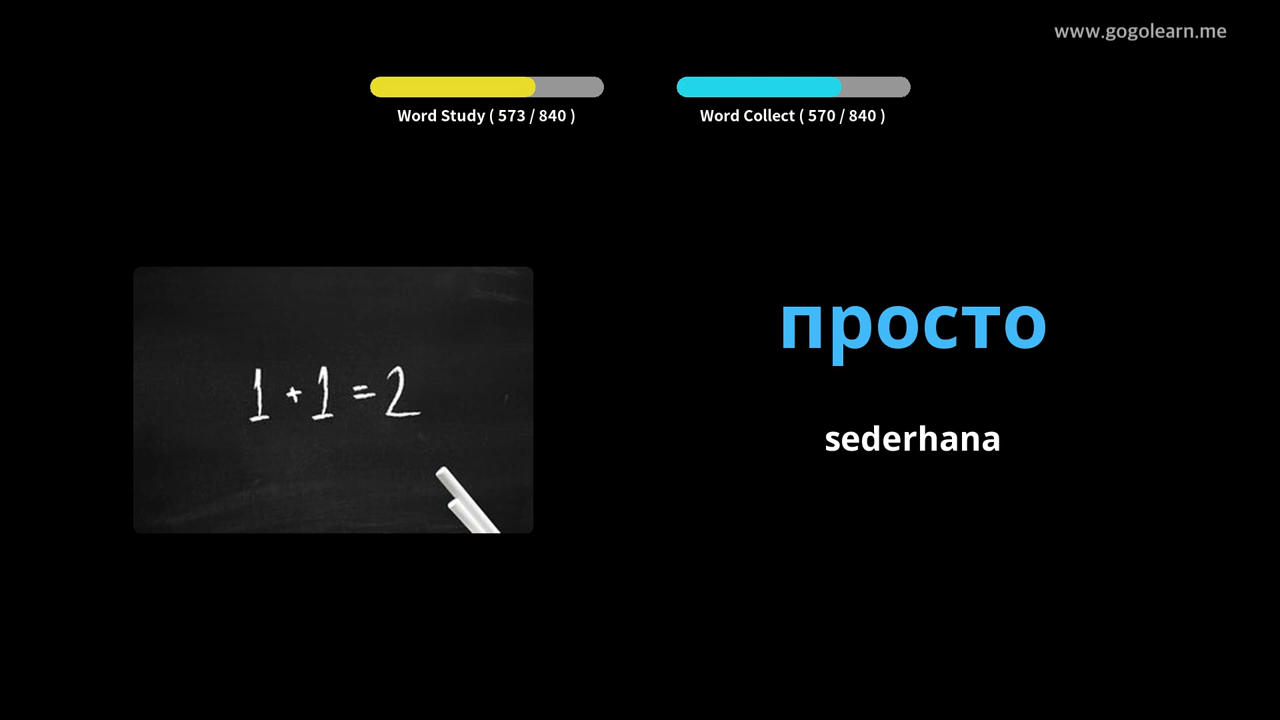 www.gogolearn.me
Word Study ( 573 / 840 )
Word Collect ( 570 / 840 )
1 + 1 = 2
просто
sederhana